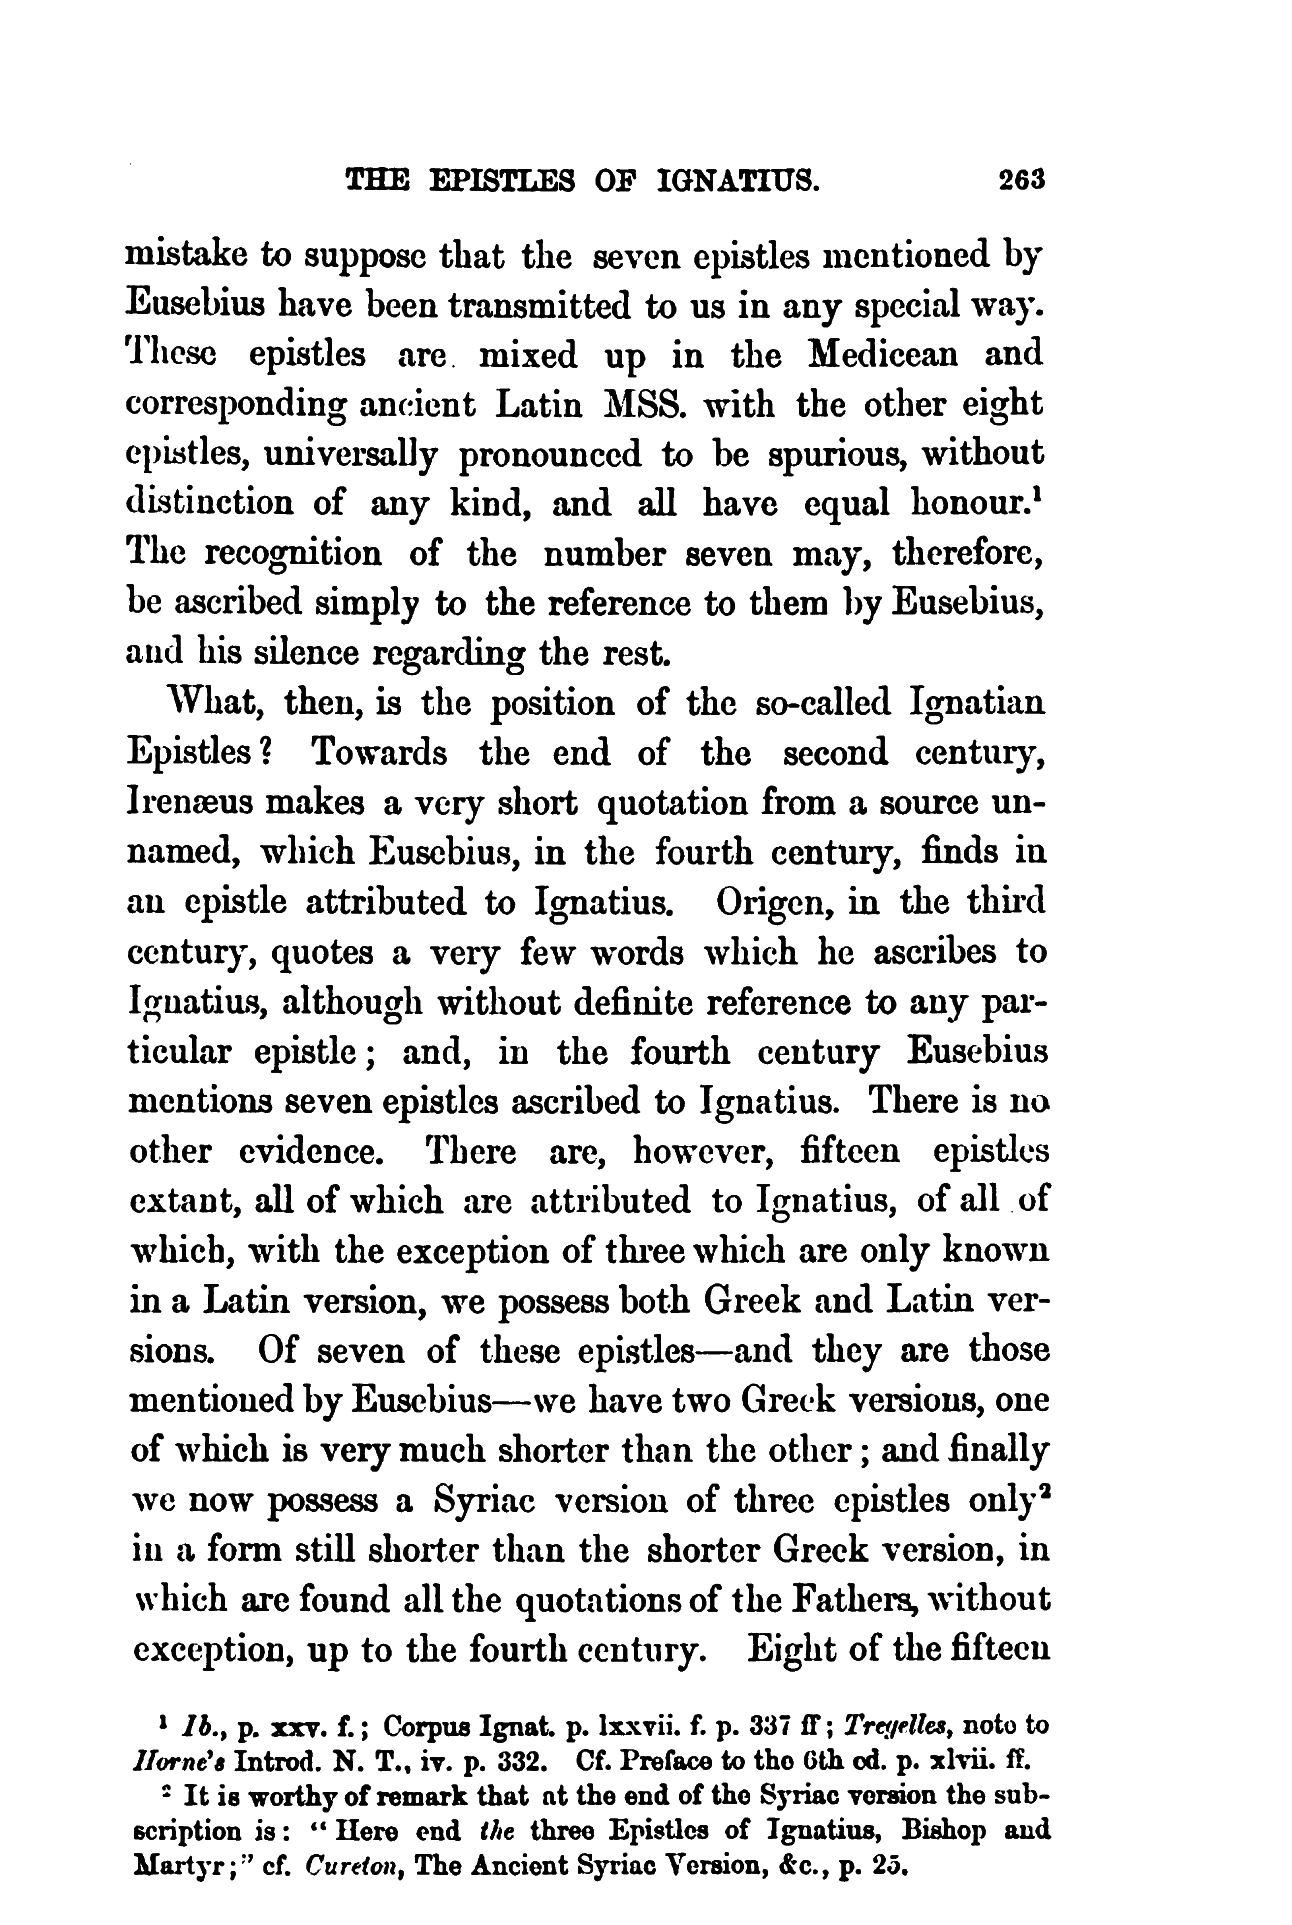 THE EPISTLES OF IGNATIUS. 263
mistake to suppose that the seven epistles mentioned by
Eusebius have been transmitted to us in any special way.
These epistles are mixed up in the Medicean and
corresponding ancient Latin MSS. with the other eight
epistles, universally pronounced to be spurious, without
distinction of any kind, and all have equal honour.¹
The recognition of the number seven may, therefore,
be ascribed simply to the reference to them by Eusebius,
and his silence regarding the rest.
What, then, is the position of the so-called Ignatian
Epistles? Towards the end of the second century,
Irenæus makes a very short quotation from a source un-
named, which Eusebius, in the fourth century, finds in
an epistle attributed to Ignatius. Origen, in the third
century, quotes a very few words which he ascribes to
Ignatius, although without definite reference to any par-
ticular epistle; and, in the fourth century Eusebius
mentions seven epistles ascribed to Ignatius. There is no
other evidence. There are, however, fifteen epistles
extant, all of which are attributed to Ignatius, of all of
which, with the exception of three which are only known
in a Latin version, we possess both Greek and Latin ver-
sions. Of seven of these epistles—and they are those
mentioned by Eusebius—we have two Greek versions, one
of which is very much shorter than the other; and finally
we now possess a Syriac version of three epistles only²
in a form still shorter than the shorter Greek version, in
which are found all the quotations of the Fathers, without
exception, up to the fourth century. Eight of the fifteen
¹ Ib., p. xxv. f.; Corpus Ignat. p. lxxvii. f. p. 337 ff; Tregelles, note to
Horne's Introd. N. T., iv. p. 332. Cf. Preface to the 6th ed. p. xlvii. ff.
² It is worthy of remark that at the end of the Syriac version the sub-
scription is: "Here end the three Epistles of Ignatius, Bishop and
Martyr;" cf. Cureton, The Ancient Syriac Version, &c., p. 25.